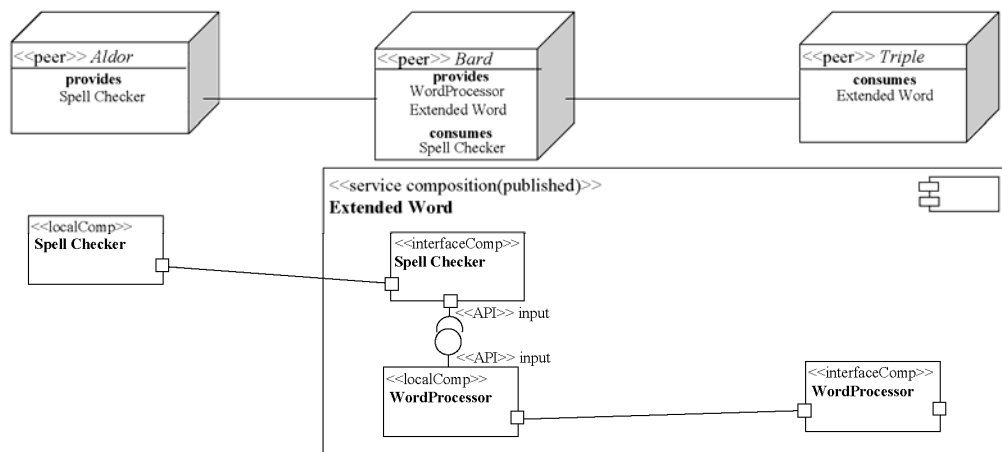 <<peer>> Aldor
provides
Spell Checker
<<peer>> Bard
provides
WordProcessor
Extended Word
consumes
Spell Checker
<<peer>> Triple
consumes
Extended Word
<<service composition(published)>>
Extended Word
<<localComp>>
Spell Checker
<<interfaceComp>>
Spell Checker
<<API>> input
<<API>> input
<<localComp>>
WordProcessor
<<interfaceComp>>
WordProcessor